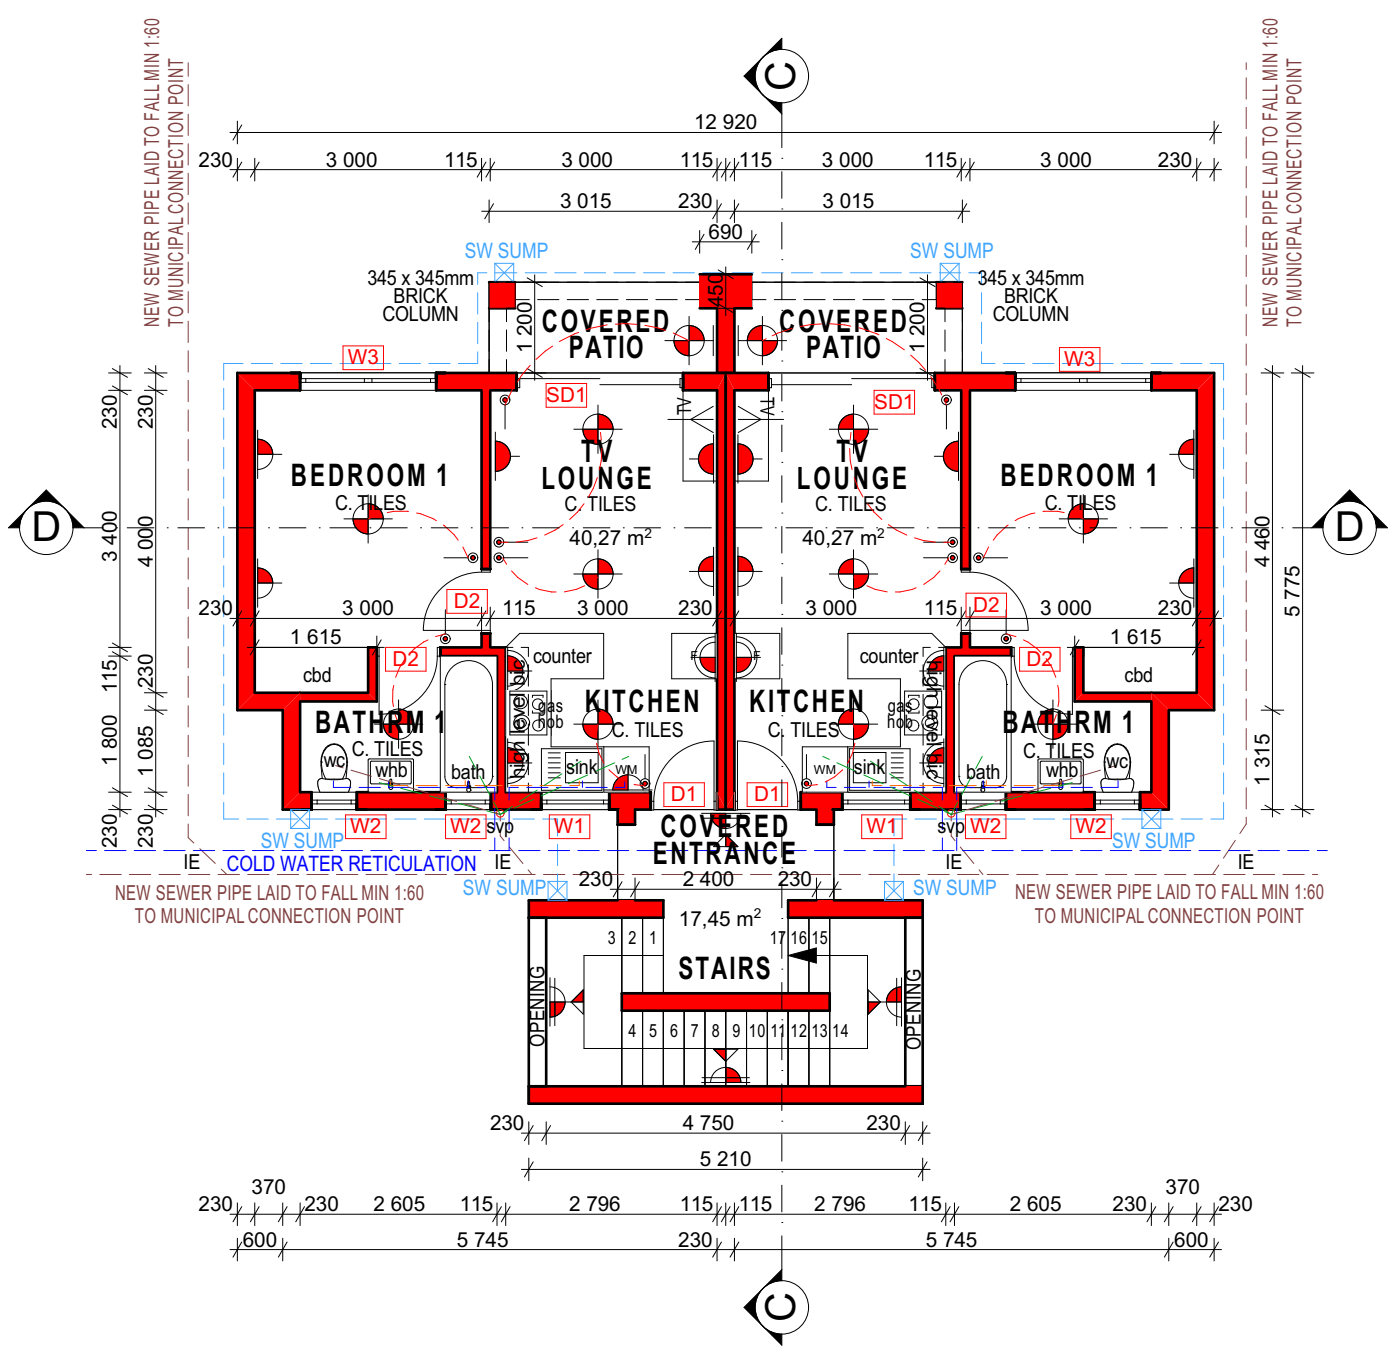 C
12 920
230 3 000 115 3 000 115 115 3 000 115 3 000 230
3 015 230 3 015
690
NEW SEWER PIPE LAID TO FALL MIN 1:60
TO MUNICIPAL CONNECTION POINT
NEW SEWER PIPE LAID TO FALL MIN 1:60
TO MUNICIPAL CONNECTION POINT
SW SUMP SW SUMP
345 x 345mm
BRICK
COLUMN
345 x 345mm
BRICK
COLUMN
450
1 200 1 200
COVERED
PATIO
COVERED
PATIO
W3 W3
SD1 SD1
TV TV
230 230
3 400 4 000
115 230
1 800 1 085
230 230
4 460
5 775
1 315
BEDROOM 1
C. TILES
TV
LOUNGE
C. TILES
TV
LOUNGE
C. TILES
BEDROOM 1
C. TILES
D D
40,27 m²
40,27 m²
D2 D2
230 3 000 115 3 000 230 3 000 115 3 000 230
1 615 1 615
D2 D2
cbd cbd
counter counter
F F
high level bic high level bic
gas
hob
gas
hob
KITCHEN
C. TILES
KITCHEN
C. TILES
BATHRM 1
C. TILES
BATHRM 1
C. TILES
wc whb bath sink WM
WM sink bath whb wc
D1 D1
W2 W2 svp W1
W1 svp W2 W2
COVERED
ENTRANCE
SW SUMP SW SUMP
IE COLD WATER RETICULATION IE IE IE
NEW SEWER PIPE LAID TO FALL MIN 1:60
TO MUNICIPAL CONNECTION POINT
SW SUMP SW SUMP
NEW SEWER PIPE LAID TO FALL MIN 1:60
TO MUNICIPAL CONNECTION POINT
230 2 400 230
17,45 m²
3 2 1 17 16 15
STAIRS
OPENING OPENING
4 5 6 7 8 9 10 11 12 13 14
230 4 750 230
5 210
230 370 230 2 605 115 2 796 115 115 2 796 115 2 605 230 370 230
600 5 745 230 5 745 600
C